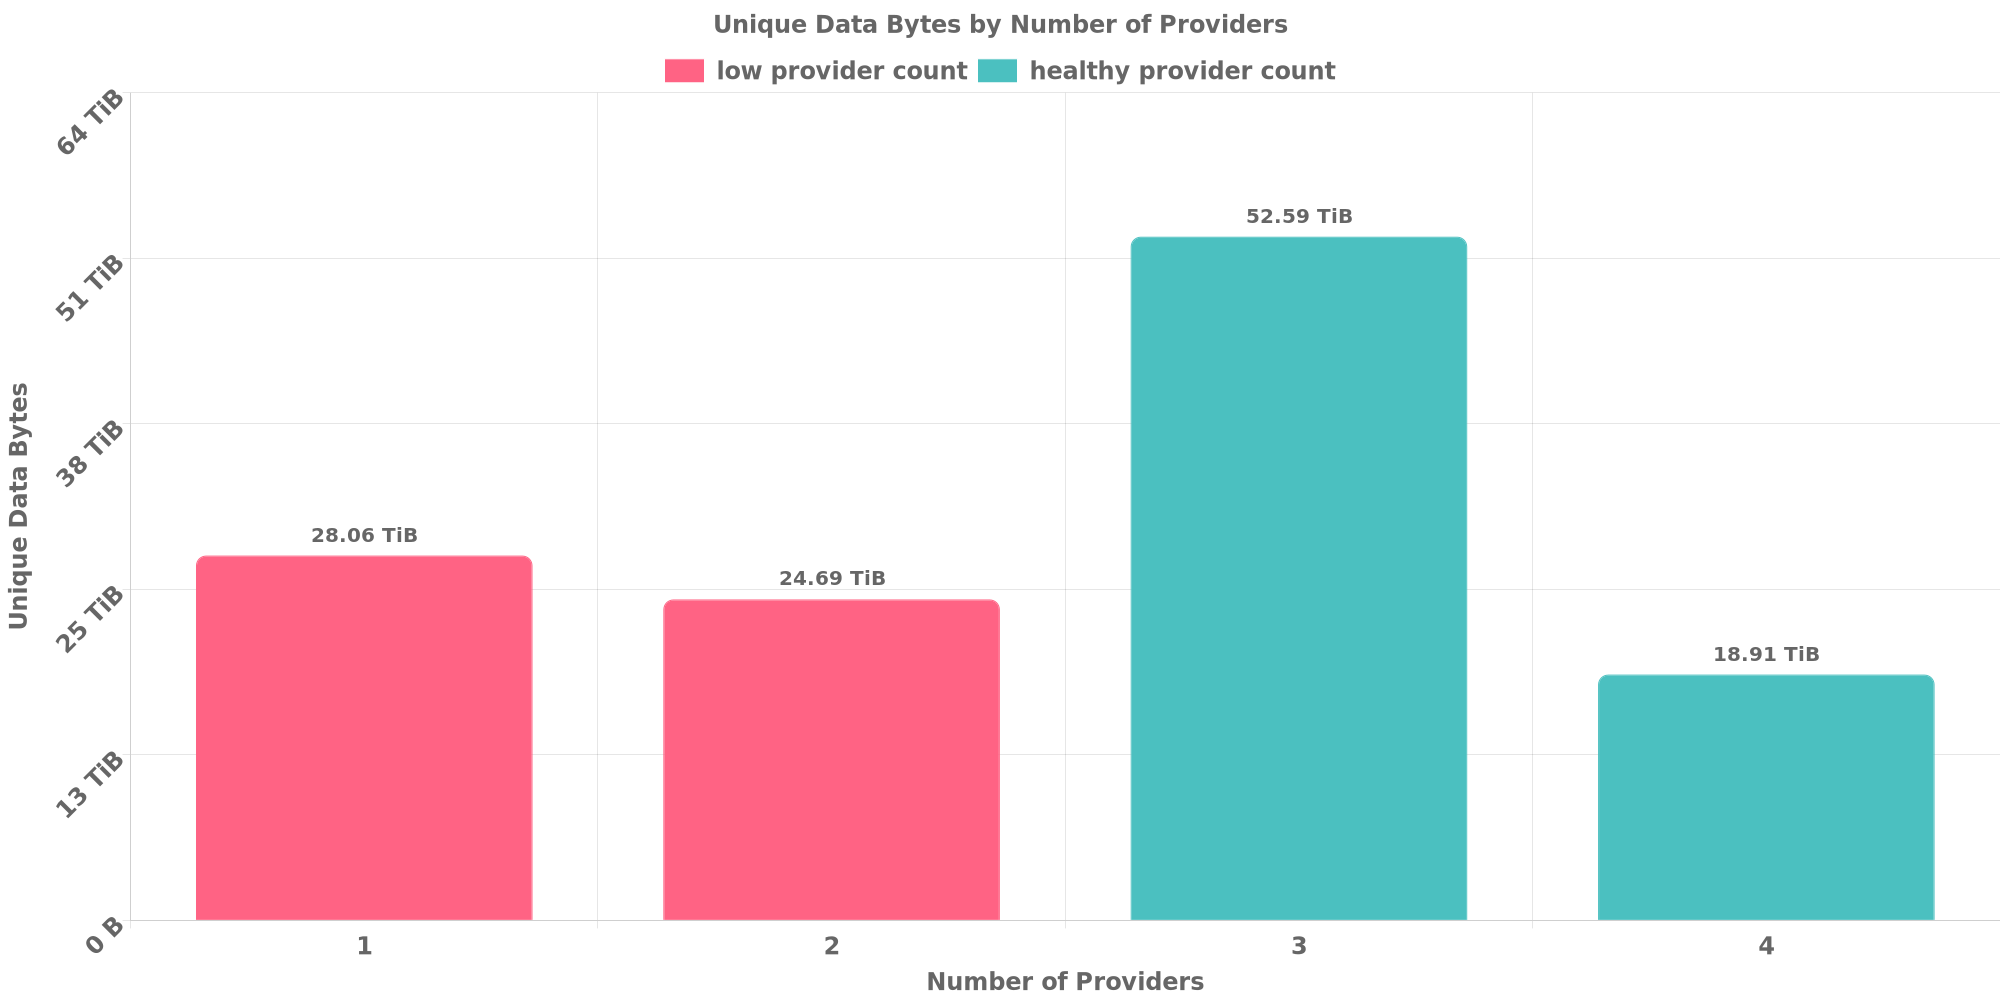 Unique Data Bytes by Number of Providers
low provider count healthy provider count
64 TiB
51 TiB
38 TiB
25 TiB
13 TiB
0 B
Unique Data Bytes
28.06 TiB
24.69 TiB
52.59 TiB
18.91 TiB
1 2 3 4
Number of Providers